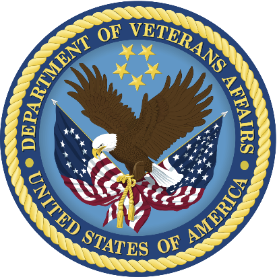 DEPARTMENT OF VETERANS AFFAIRS
UNITED STATES OF AMERICA